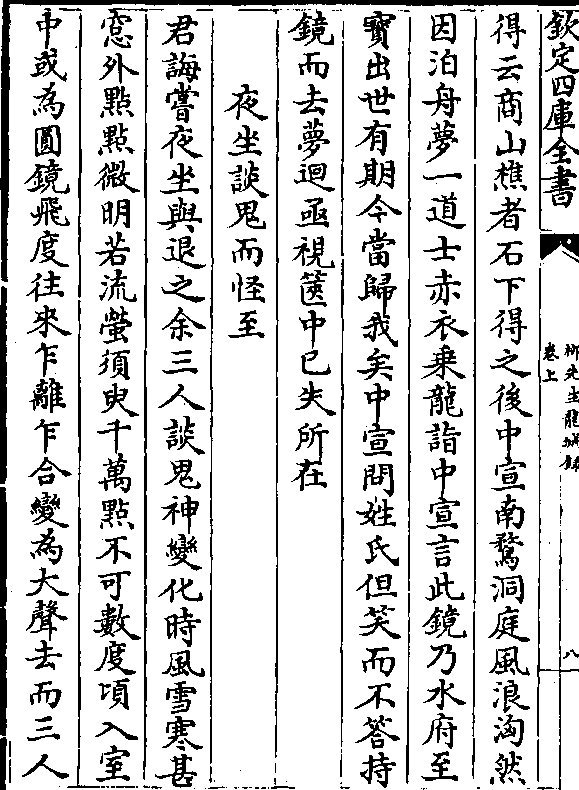 欽定四庫全書
柳先生龍城錄
卷上
八
得云商山樵者石下得之後中宣南鶩洞庭風浪洶然
因泊舟夢一道士赤衣乘龍詣中宣言此鏡乃水府至
寶出世有期今當歸我矣中宣問姓氏但笑而不答持
鏡而去夢迴亟視篋中已失所在
夜坐談鬼而怪至
君誨嘗夜坐與退之余三人談鬼神變化時風雪寒甚
窓外點點微明若流螢須臾千萬點不可數度頃入室
中或為圓鏡飛度往來乍離乍合變為大聲去而三人